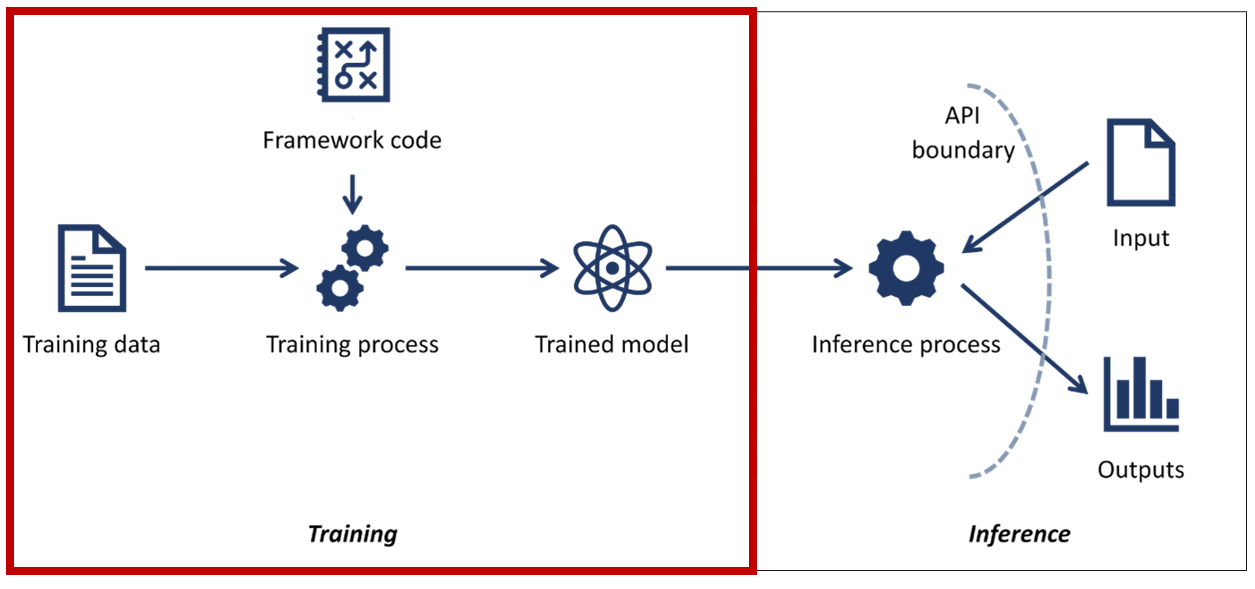 Framework code
Training data
Training process
Trained model
Training
API
boundary
Input
Inference process
Outputs
Inference